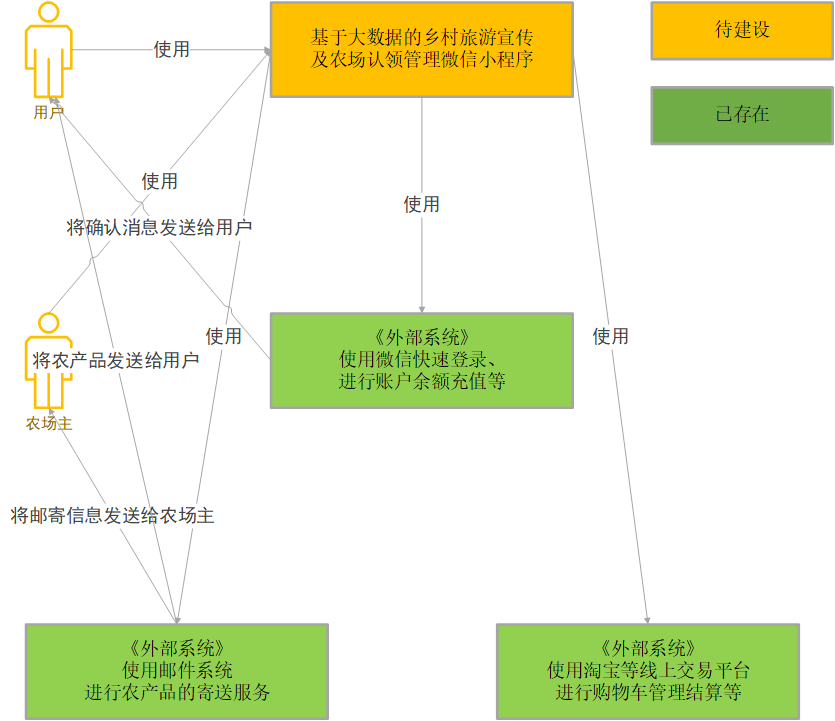 基于大数据的乡村旅游宣传
及农场认领管理微信小程序
待建设
使用
已存在
用户
使用
使用
将确认消息发送给用户
使用
使用
《外部系统》
使用微信快速登录、
进行账户余额充值等
将农产品发送给用户
农场主
将邮寄信息发送给农场主
《外部系统》
使用邮件系统
进行农产品的寄送服务
《外部系统》
使用淘宝等线上交易平台
进行购物车管理结算等